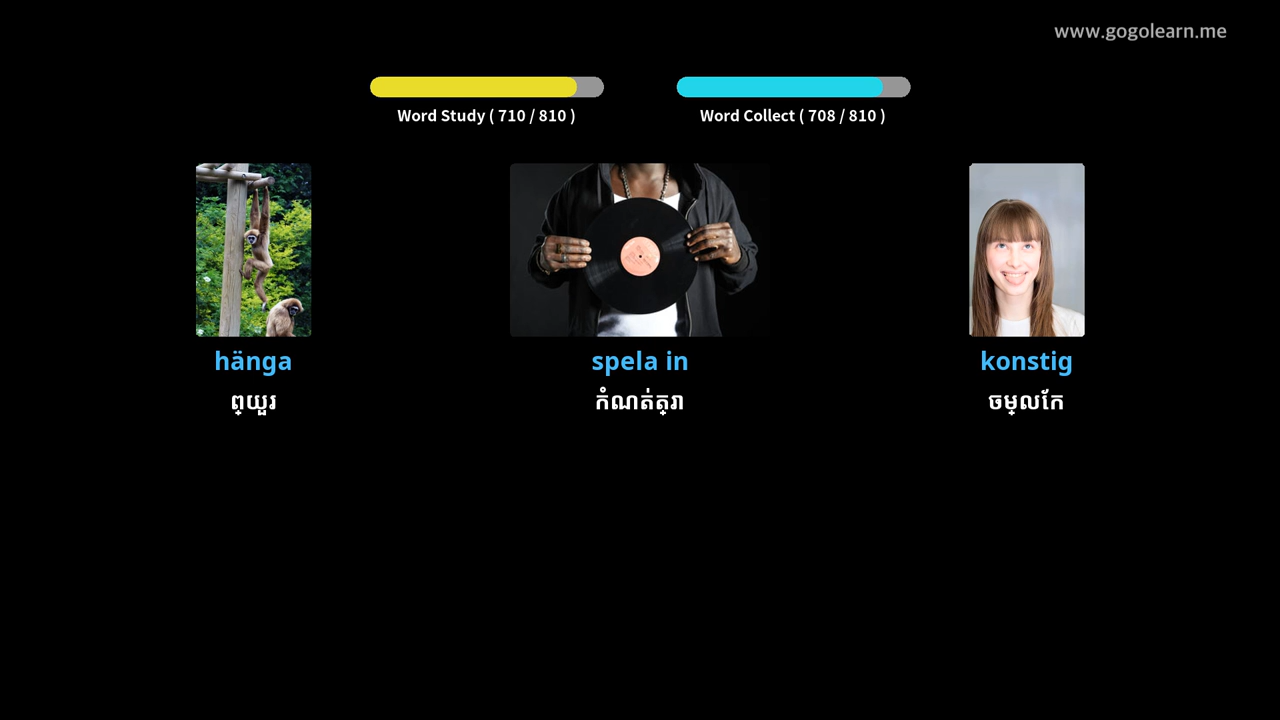 www.gogolearn.me
Word Study ( 710 / 810 )
Word Collect ( 708 / 810 )
hänga
spela in
konstig
ព្យួរ
កំណត់ត្រា
ចម្លែក